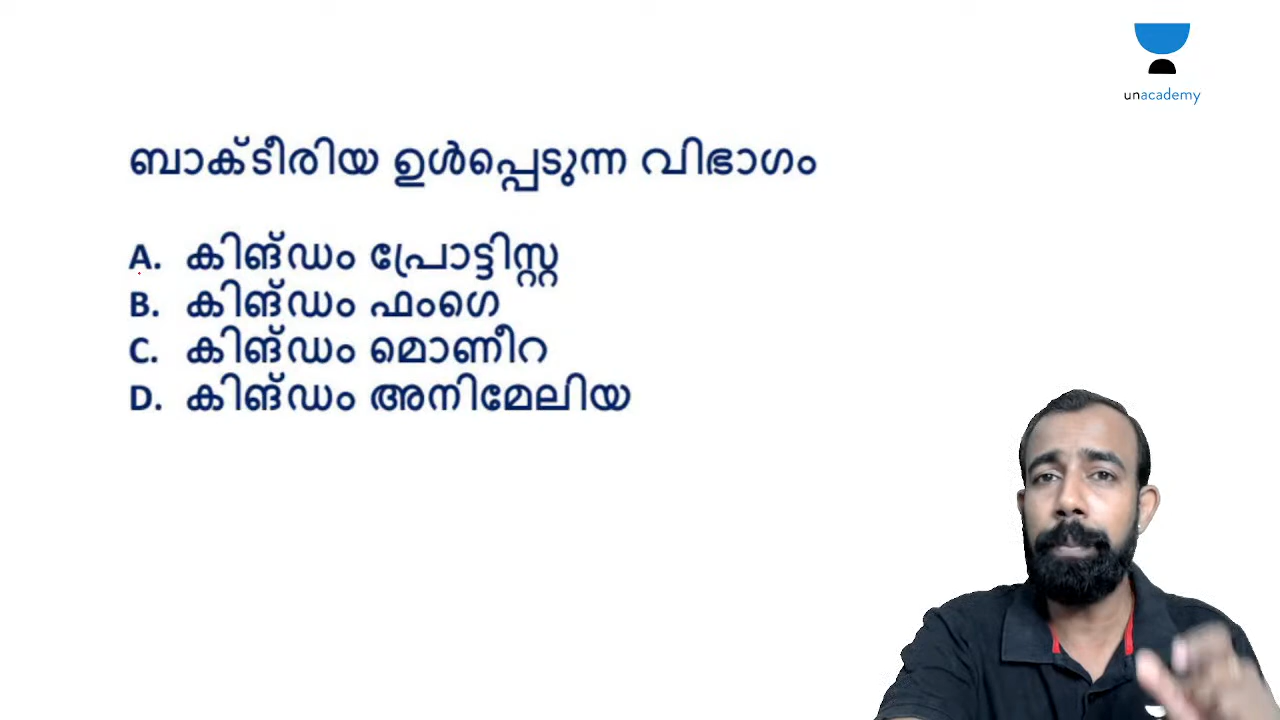 unacademy
ബാക്ടീരിയ ഉൾപ്പെടുന്ന വിഭാഗം
A. കിങ്ഡം പ്രോട്ടിസ്റ്റ
B. കിങ്ഡം ഫംഗെ
C. കിങ്ഡം മൊണീറ
D. കിങ്ഡം അനിമേലിയ